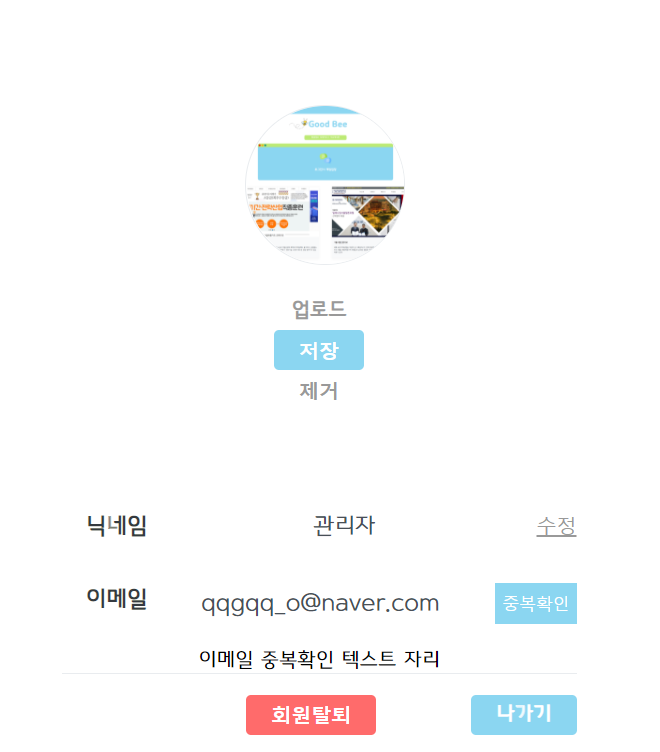 Good Bee
업로드
저장
제거
닉네임 관리자 수정
이메일 qqgqq_o@naver.com 중복확인
이메일 중복확인 텍스트 자리
회원탈퇴 나가기